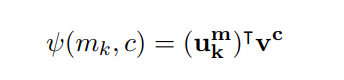 ψ(m_k, c) = (𝐮_𝐤^𝐦)^⊺ 𝐯^𝐜